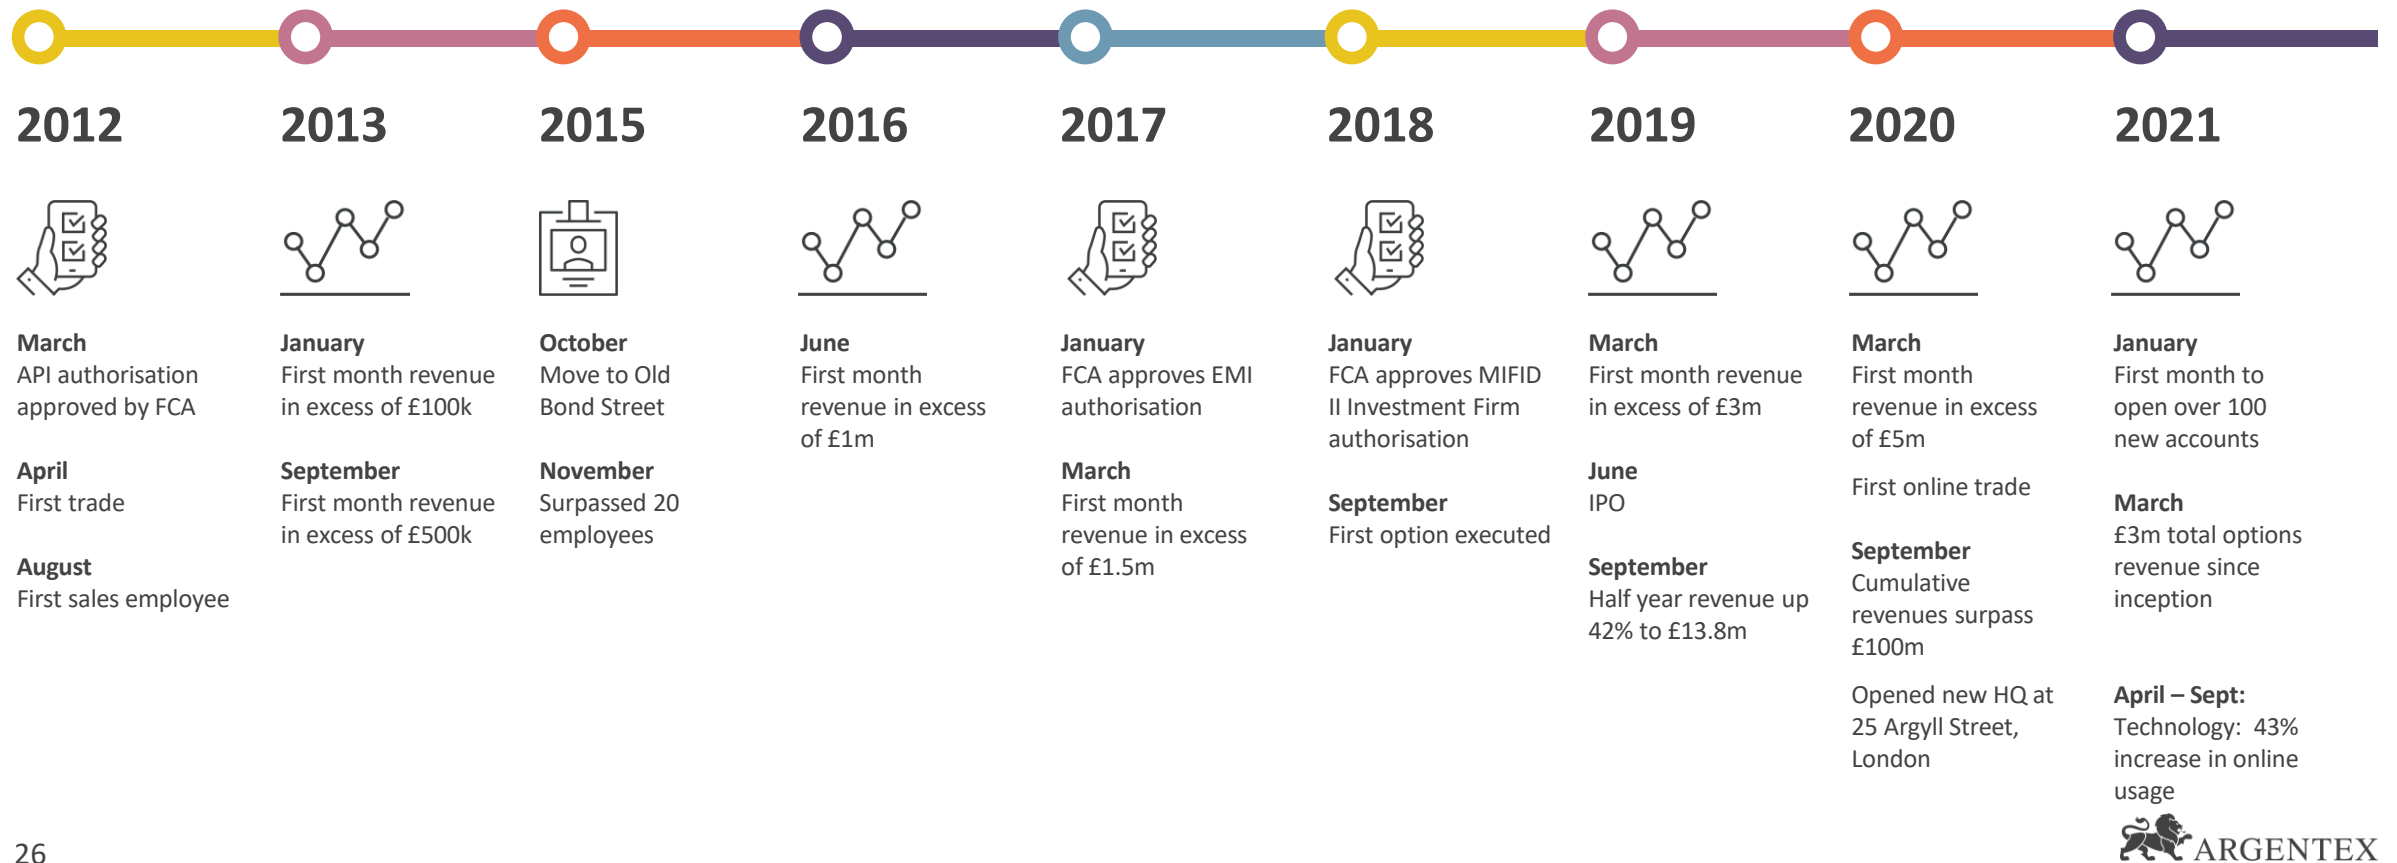 2012
March
API authorisation
approved by FCA
April
First trade
August
First sales employee
2013
January
First month revenue
in excess of £100k
September
First month revenue
in excess of £500k
2015
October
Move to Old
Bond Street
November
Surpassed 20
employees
2016
June
First month
revenue in excess
of £1m
2017
January
FCA approves EMI
authorisation
March
First month
revenue in excess
of £1.5m
2018
January
FCA approves MIFID
II Investment Firm
authorisation
September
First option executed
2019
March
First month revenue
in excess of £3m
June
IPO
September
Half year revenue up
42% to £13.8m
2020
March
First month
revenue in excess
of £5m
First online trade
September
Cumulative
revenues surpass
£100m
Opened new HQ at
25 Argyll Street,
London
2021
January
First month to
open over 100
new accounts
March
£3m total options
revenue since
inception
April – Sept:
Technology: 43%
increase in online
usage
26
ARGENTEX